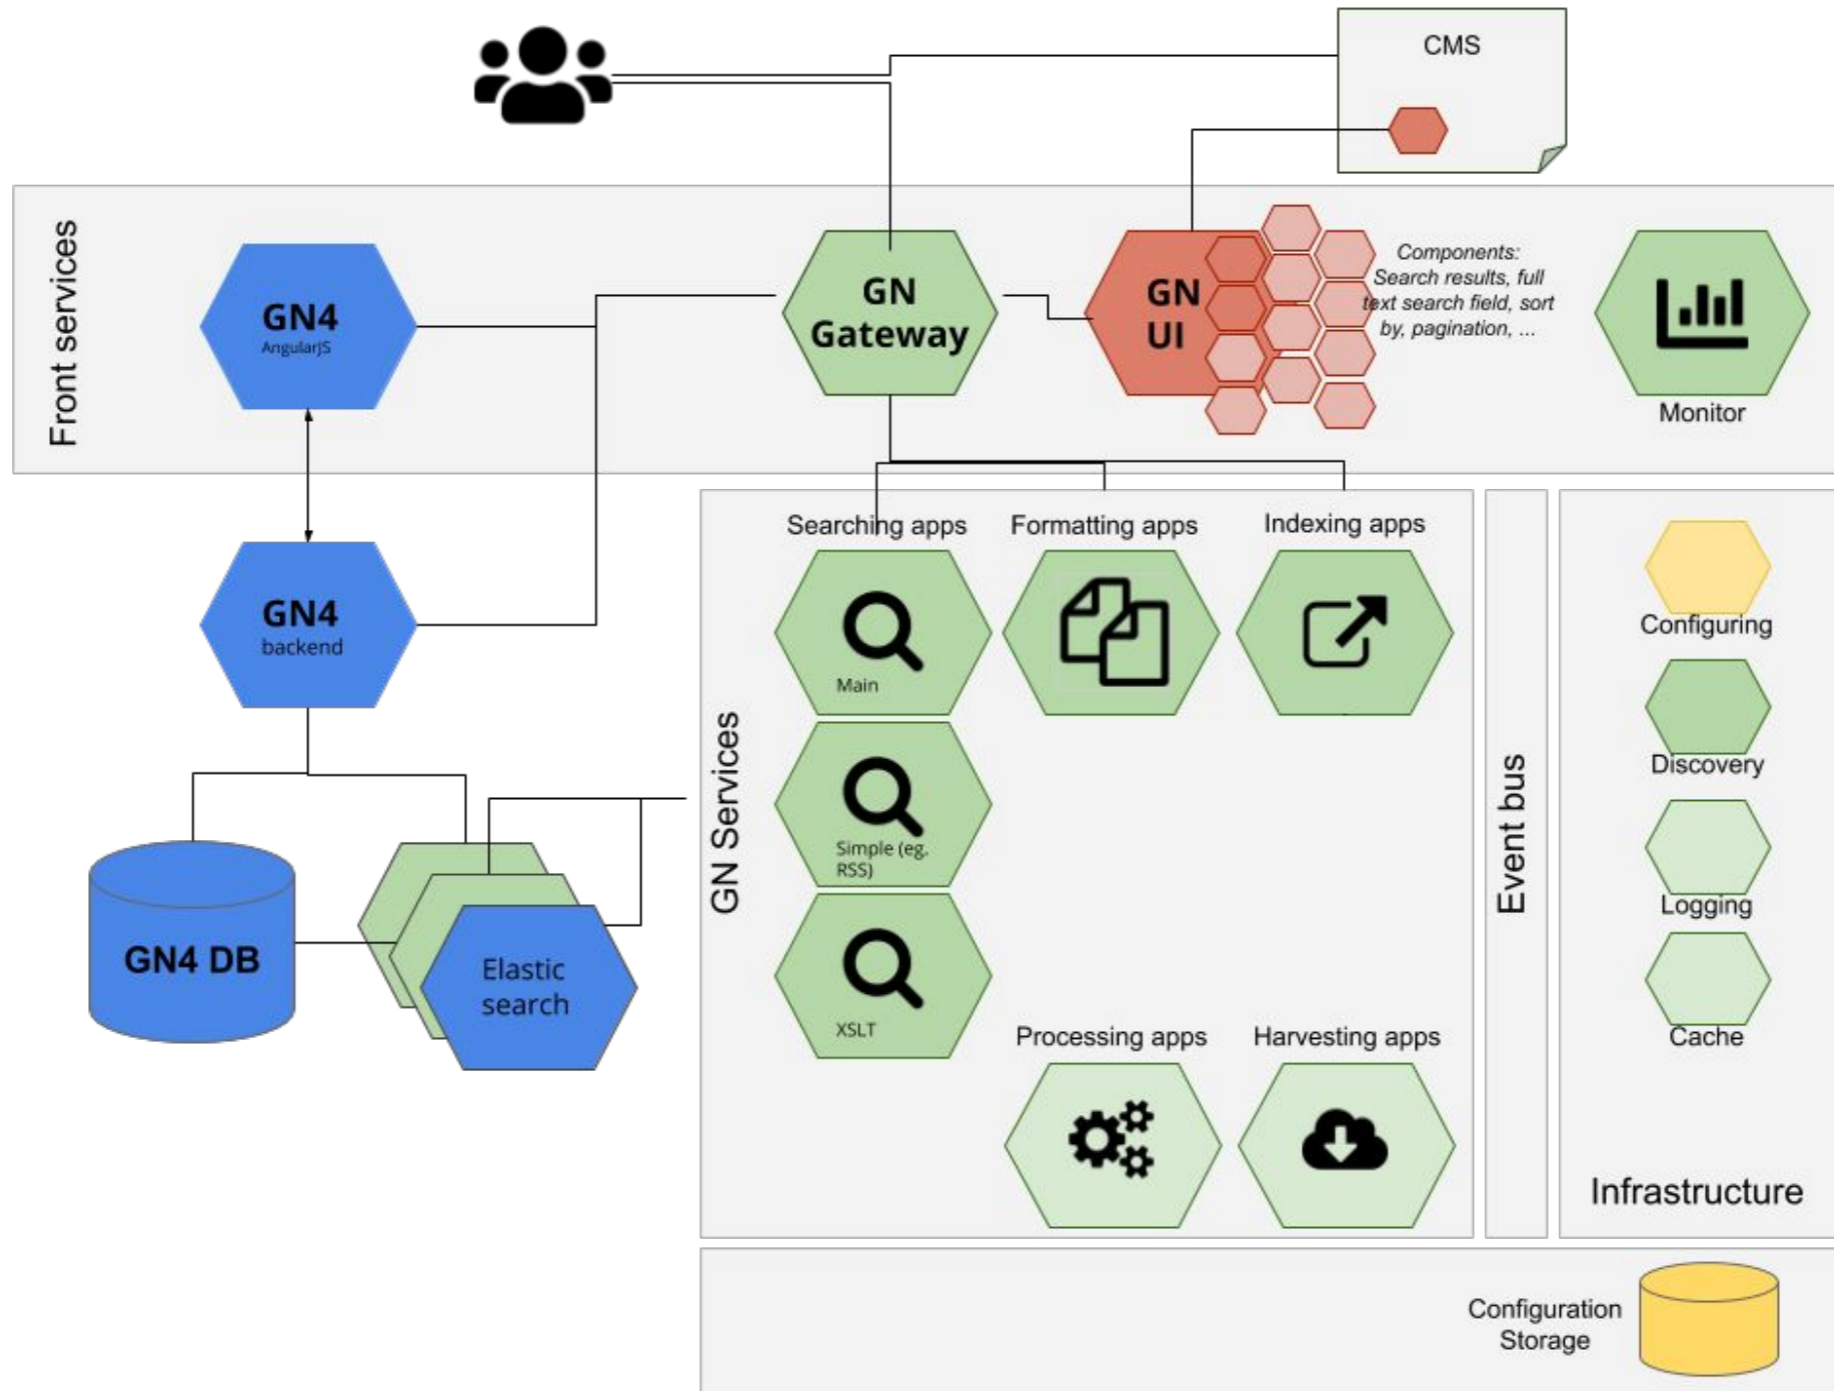 CMS
Front services
GN4
AngularJS
GN
Gateway
GN
UI
Components:
Search results, full
text search field, sort
by, pagination, ...
Monitor
GN4
backend
GN4 DB
Elastic
search
GN Services
Searching apps
Formatting apps
Indexing apps
Main
Simple (eg.
RSS)
XSLT
Processing apps
Harvesting apps
Event bus
Configuring
Discovery
Logging
Cache
Infrastructure
Configuration
Storage